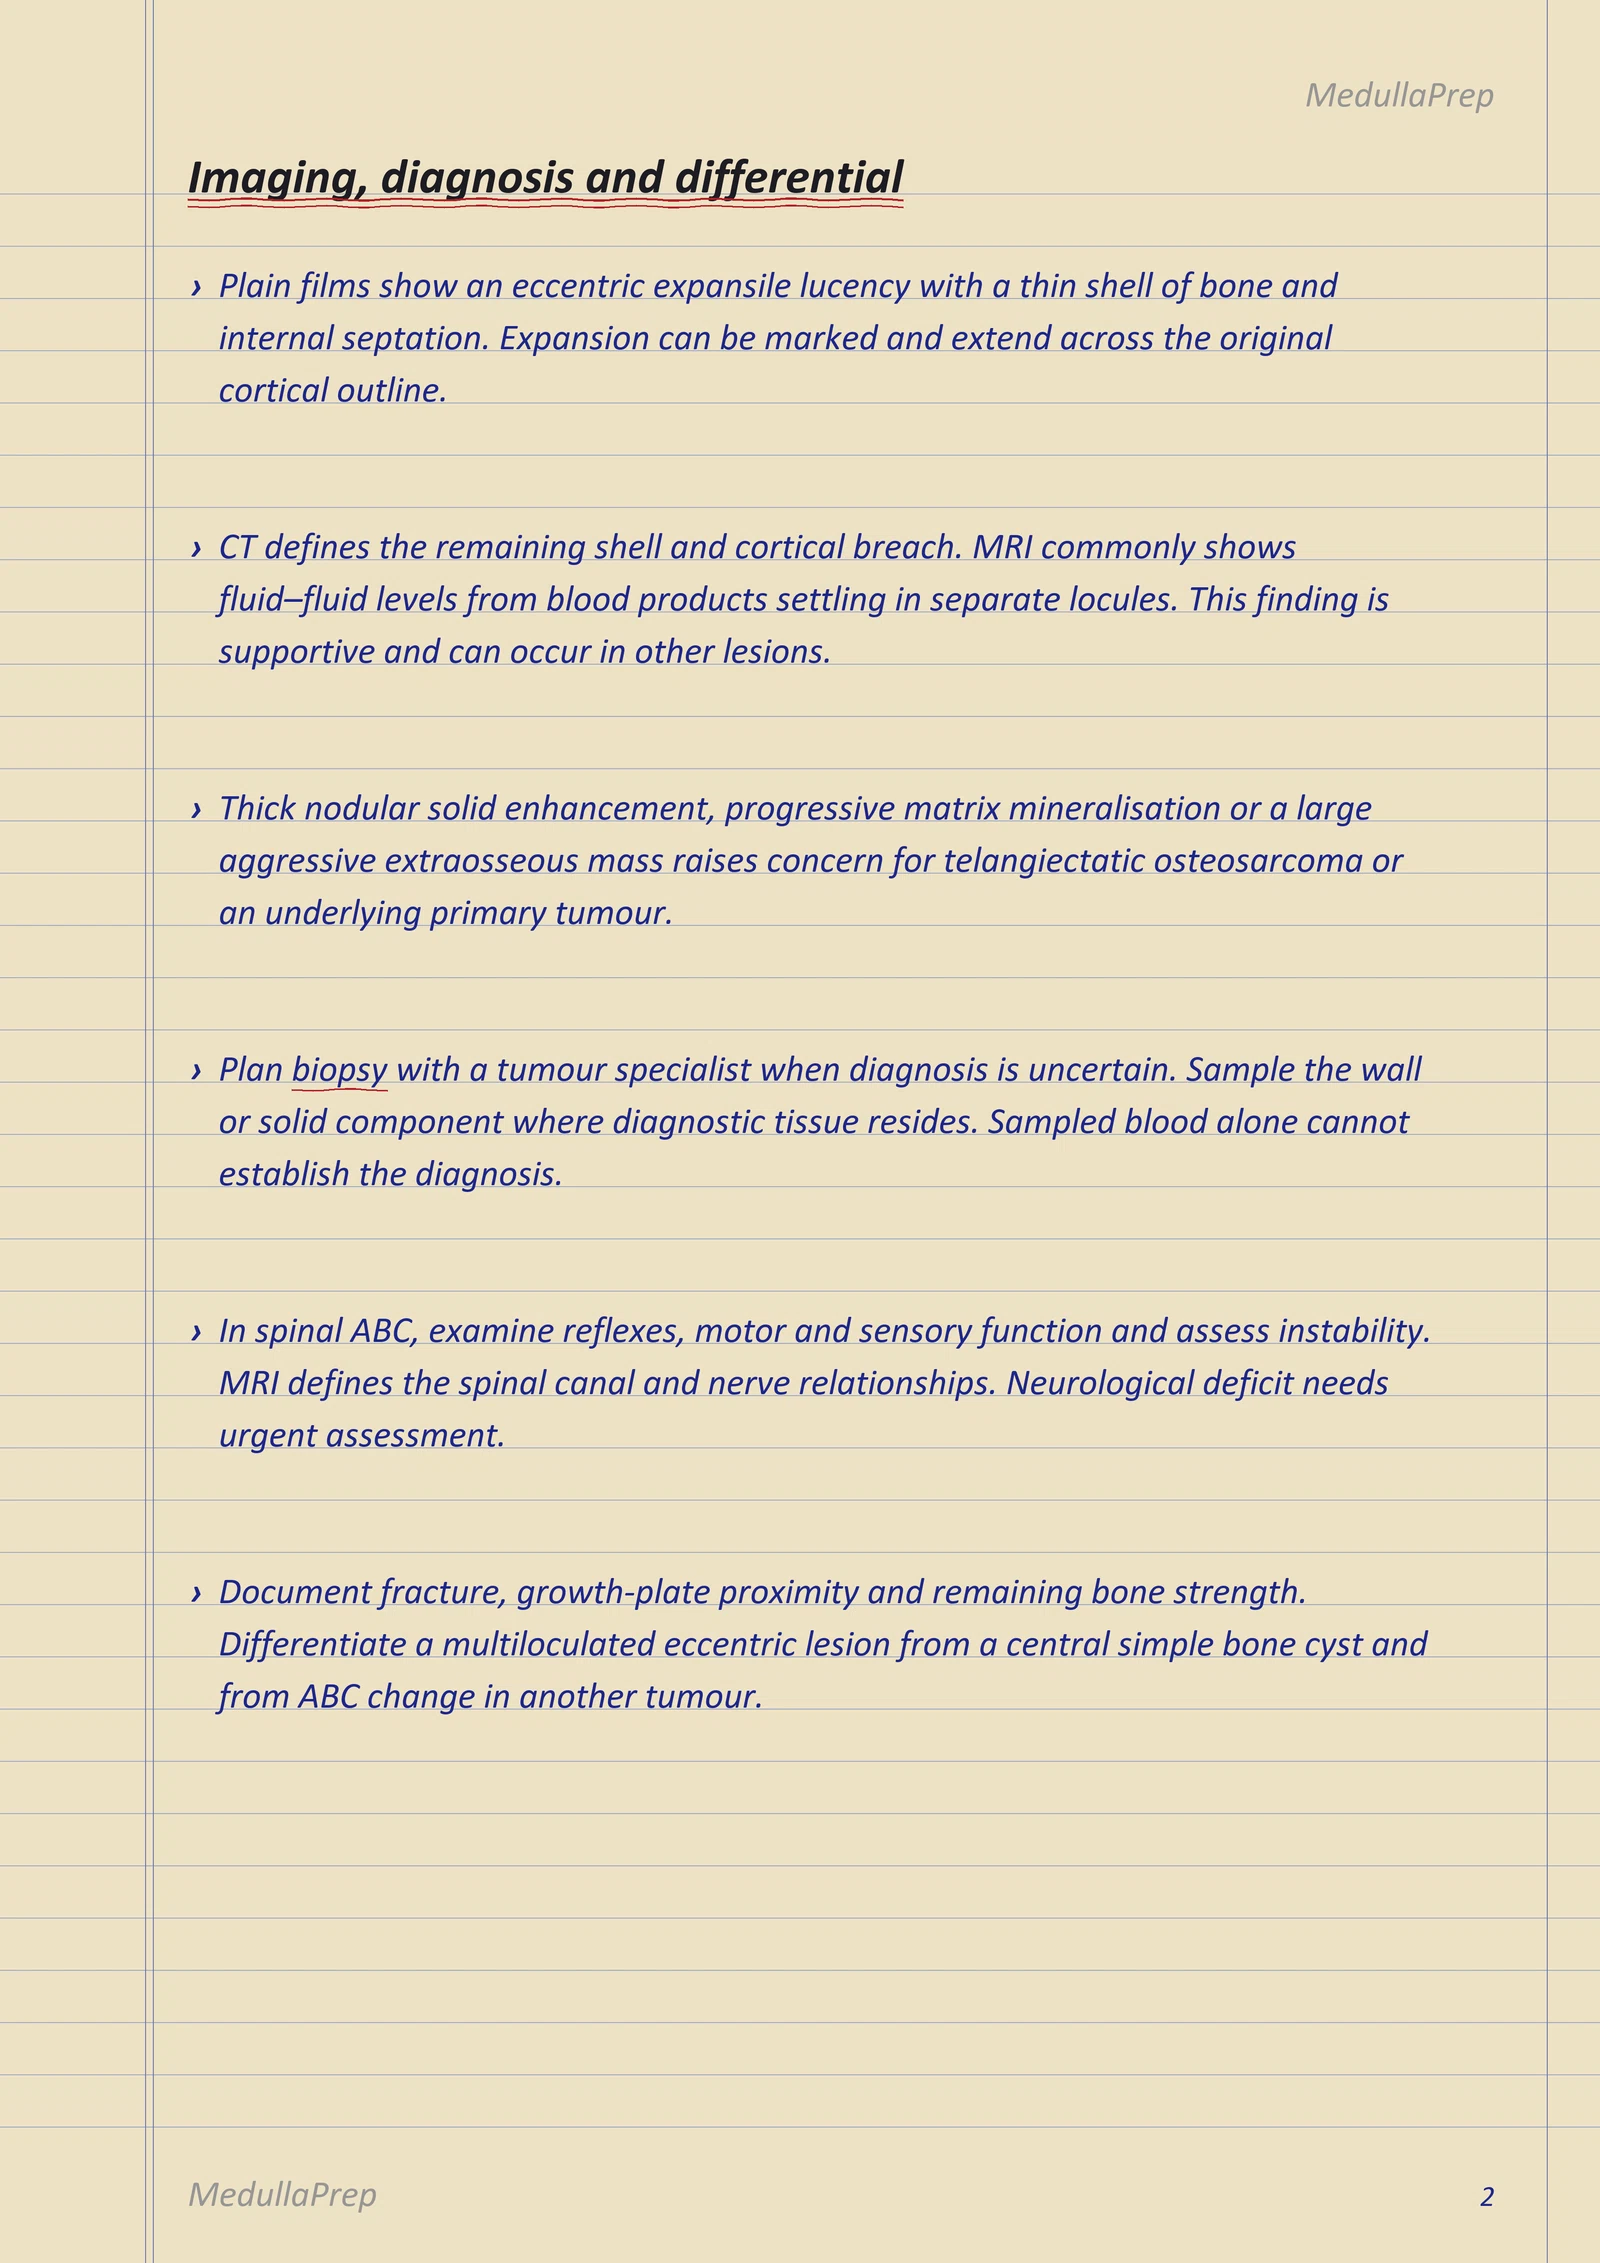 MedullaPrep
Imaging, diagnosis and differential
› Plain films show an eccentric expansile lucency with a thin shell of bone and
internal septation. Expansion can be marked and extend across the original
cortical outline.
› CT defines the remaining shell and cortical breach. MRI commonly shows
fluid–fluid levels from blood products settling in separate locules. This finding is
supportive and can occur in other lesions.
› Thick nodular solid enhancement, progressive matrix mineralisation or a large
aggressive extraosseous mass raises concern for telangiectatic osteosarcoma or
an underlying primary tumour.
› Plan biopsy with a tumour specialist when diagnosis is uncertain. Sample the wall
or solid component where diagnostic tissue resides. Sampled blood alone cannot
establish the diagnosis.
› In spinal ABC, examine reflexes, motor and sensory function and assess instability.
MRI defines the spinal canal and nerve relationships. Neurological deficit needs
urgent assessment.
› Document fracture, growth-plate proximity and remaining bone strength.
Differentiate a multiloculated eccentric lesion from a central simple bone cyst and
from ABC change in another tumour.
MedullaPrep
2